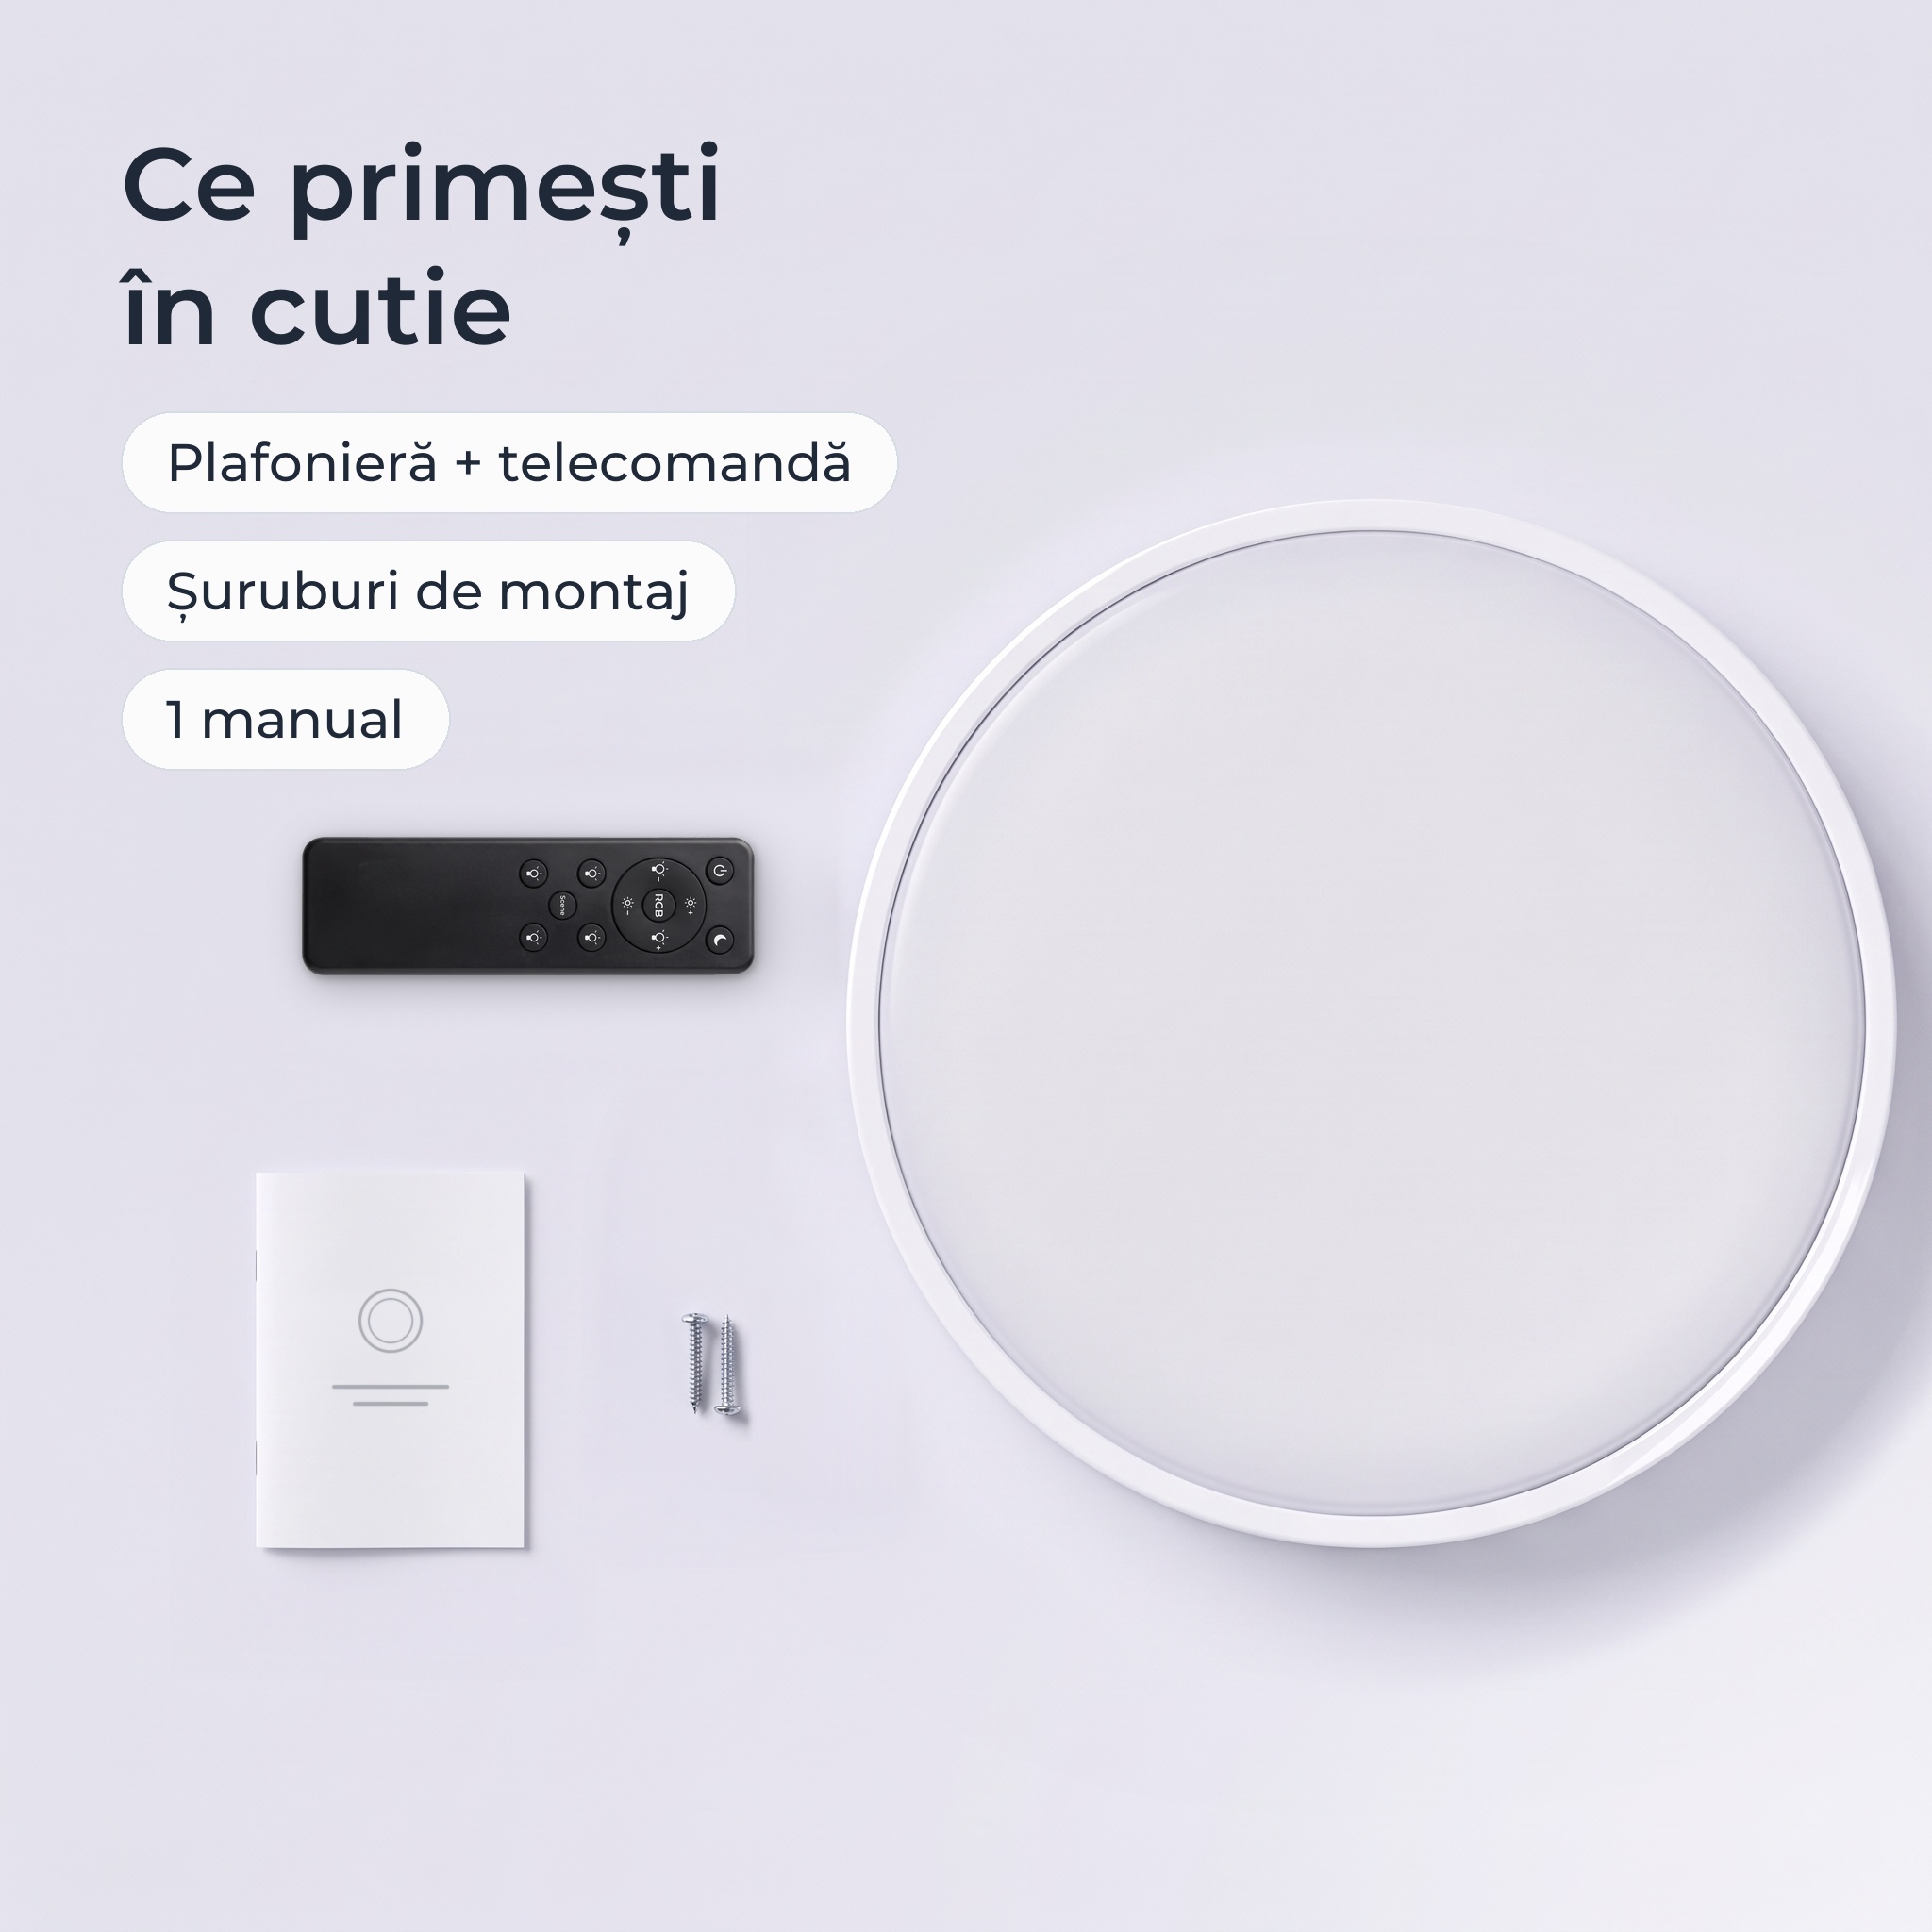 Ce primești
în cutie
Plafonieră + telecomandă
Șuruburi de montaj
1 manual
Scene
RGB